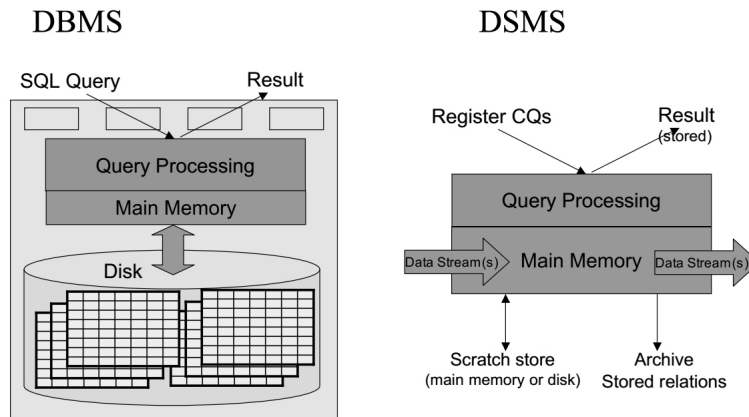 DBMS
SQL Query
Result
Query Processing
Main Memory
Disk
DSMS
Register CQs
Result
(stored)
Query Processing
Data Stream(s)
Main Memory
Data Stream(s)
Scratch store
(main memory or disk)
Archive
Stored relations